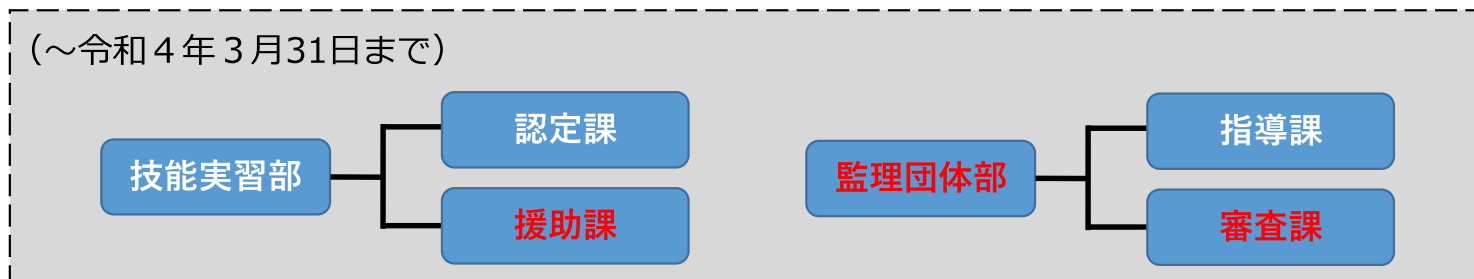 （～令和４年３月31日まで）
技能実習部
認定課
援助課
監理団体部
指導課
審査課